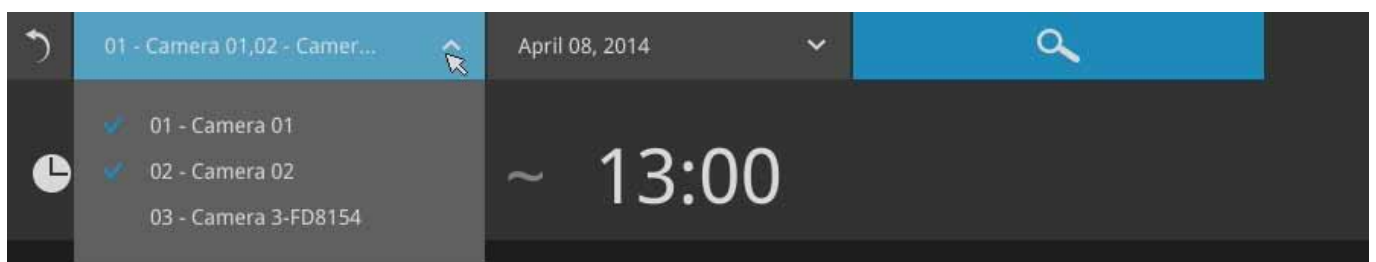 01 - Camera 01,02 - Camer...
April 08, 2014
01 - Camera 01
02 - Camera 02
03 - Camera 3-FD8154
~ 13:00